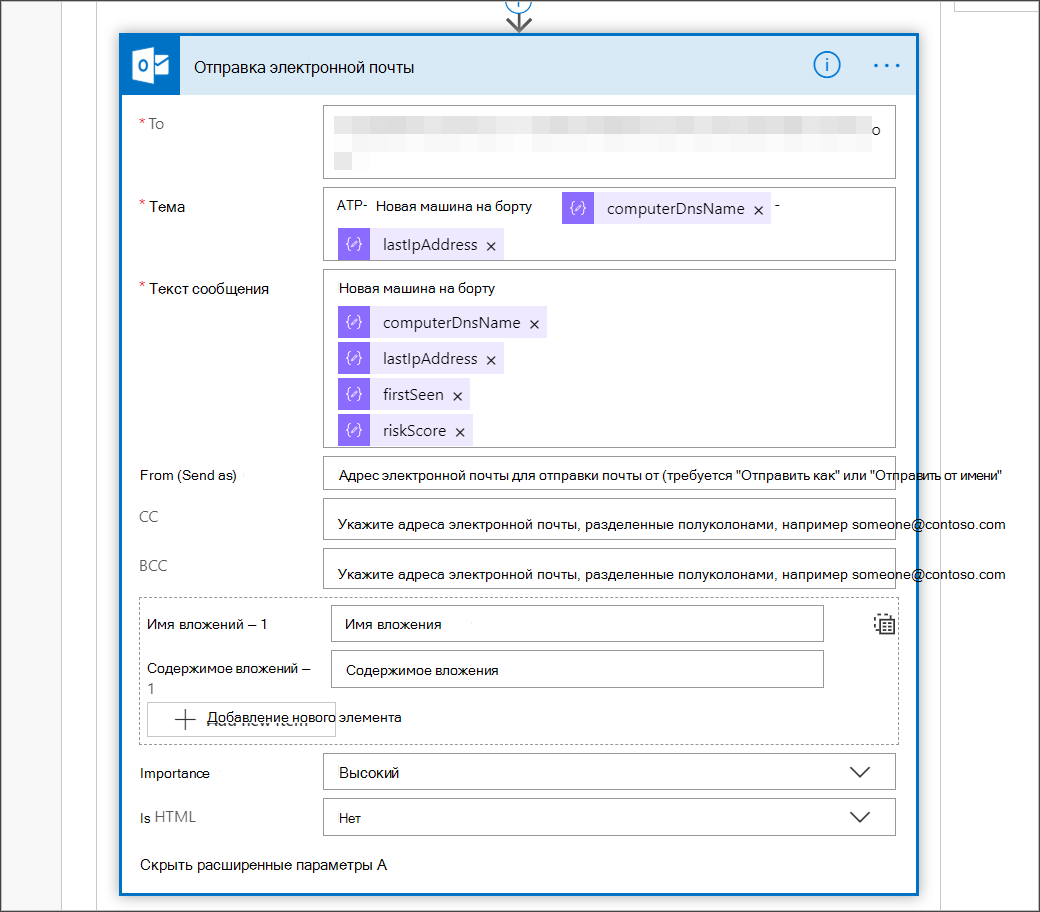 Отправка электронной почты
* To
o
* Тема
ATP- Новая машина на борту computerDnsName × -
lastIpAddress ×
* Текст сообщения
Новая машина на борту
computerDnsName ×
lastIpAddress ×
firstSeen ×
riskScore ×
From (Send as)
Адрес электронной почты для отправки почты от (требуется "Отправить как" или "Отправить от имени"
CC
Укажите адреса электронной почты, разделенные полуколонами, например someone@contoso.com
BCC
Укажите адреса электронной почты, разделенные полуколонами, например someone@contoso.com
Имя вложений – 1
Имя вложения
Содержимое вложений –
1
Содержимое вложения
Добавление нового элемента
Importance
Высокий
Is HTML
Нет
Скрыть расширенные параметры A